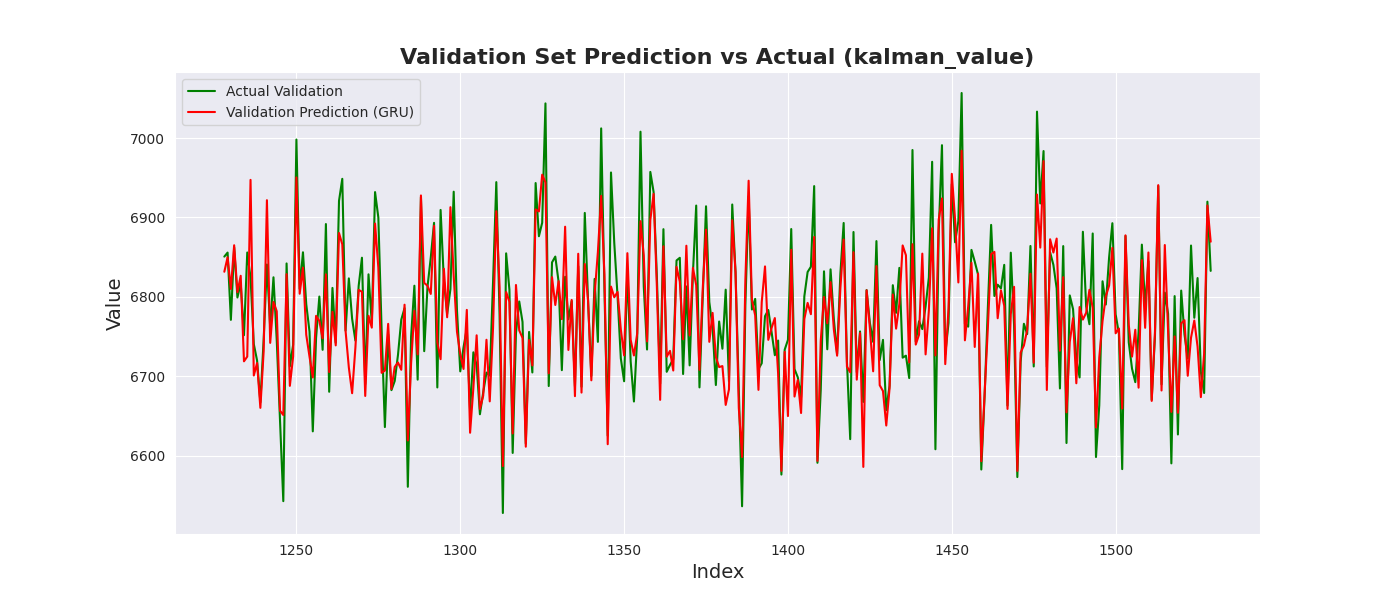 Validation Set Prediction vs Actual (kalman_value)
Actual Validation
Validation Prediction (GRU)
7000
6900
6800
6700
6600
Value
1250 1300 1350 1400 1450 1500
Index